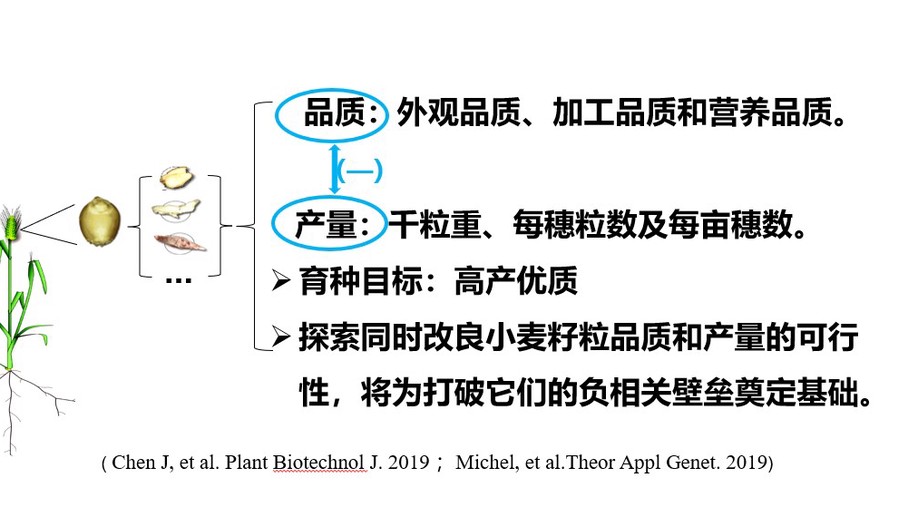 品质：外观品质、加工品质和营养品质。
(—)
产量：千粒重、每穗粒数及每亩穗数。
...
育种目标：高产优质
探索同时改良小麦籽粒品质和产量的可行
性，将为打破它们的负相关壁垒奠定基础。
( Chen J, et al. Plant Biotechnol J. 2019； Michel, et al.Theor Appl Genet. 2019)